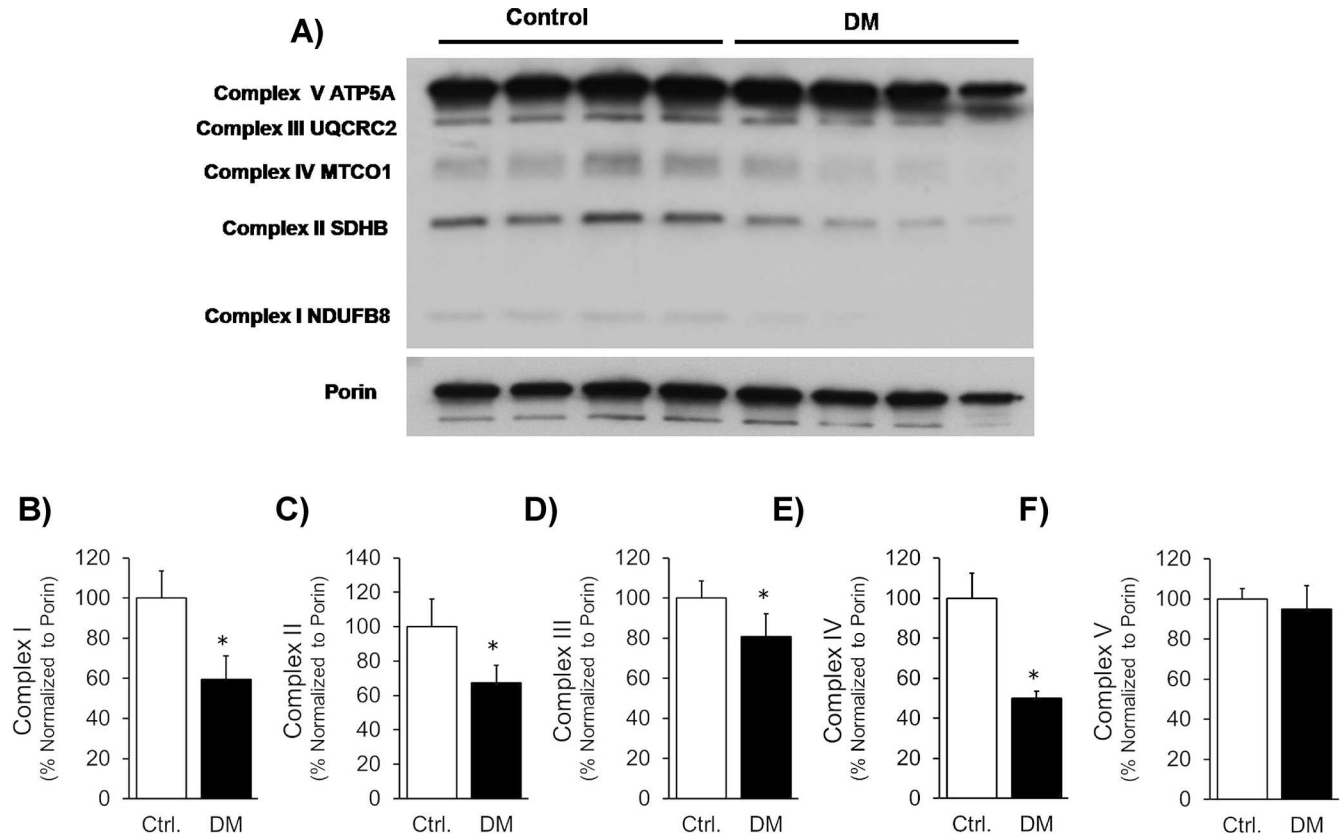 A)
Control
DM
Complex V ATP5A
Complex III UQCRC2
Complex IV MTCO1
Complex II SDHB
Complex I NDUFB8
Porin
B)
Complex I
(% Normalized to Porin)
120
100
80
60
40
20
0
*
Ctrl. DM
C)
Complex II
(% Normalized to Porin)
140
120
100
80
60
40
20
0
*
Ctrl. DM
D)
Complex III
(% Normalized to Porin)
120
100
80
60
40
20
0
*
Ctrl. DM
E)
Complex IV
(% Normalized to Porin)
120
100
80
60
40
20
0
*
Ctrl. DM
F)
Complex V
(% Normalized to Porin)
120
100
80
60
40
20
0
Ctrl. DM